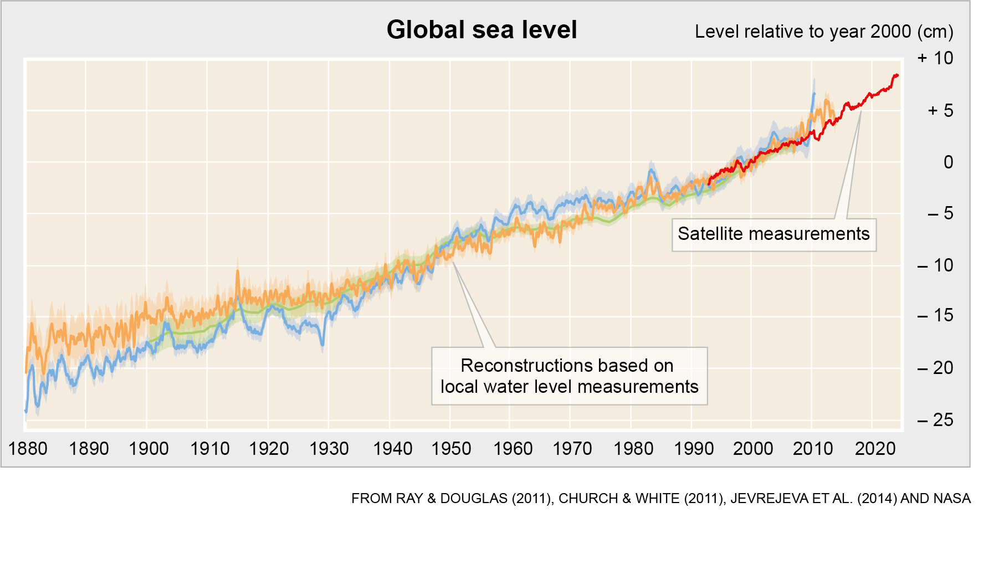 Global sea level
Level relative to year 2000 (cm)
+ 10
+ 5
0
– 5
– 10
– 15
– 20
– 25
Satellite measurements
Reconstructions based on
local water level measurements
1880 1890 1900 1910 1920 1930 1940 1950 1960 1970 1980 1990 2000 2010 2020
FROM RAY & DOUGLAS (2011), CHURCH & WHITE (2011), JEVREJEVA ET AL. (2014) AND NASA